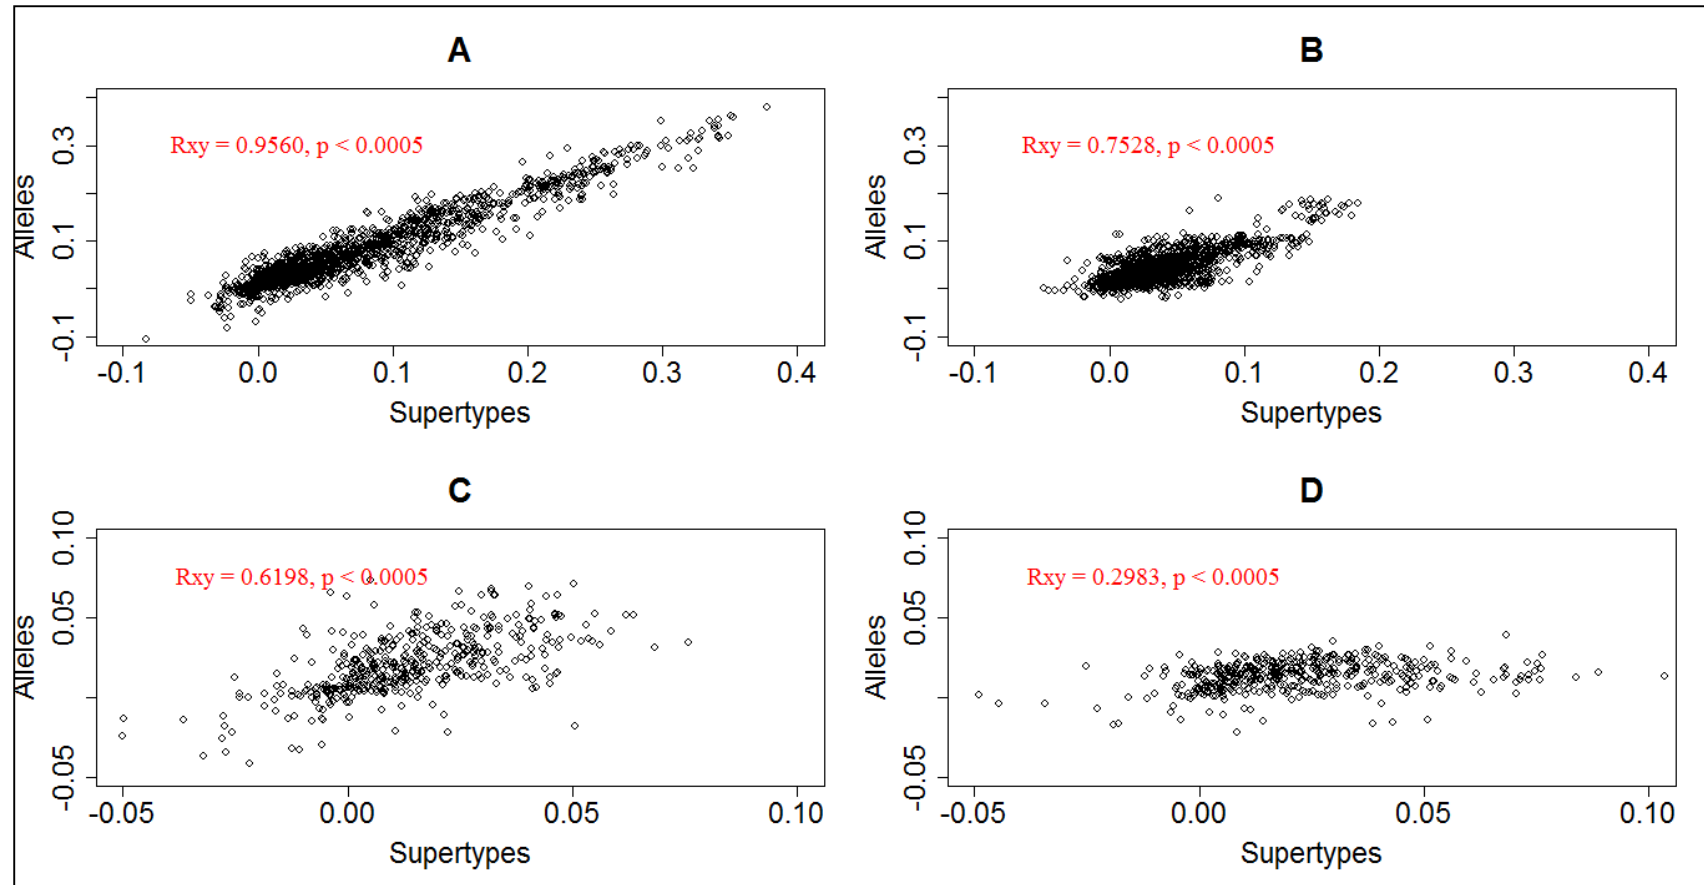 A
Rxy = 0.9560, p < 0.0005
Alleles
0.3
0.1
-0.1
-0.1 0.0 0.1 0.2 0.3 0.4
Supertypes
B
Rxy = 0.7528, p < 0.0005
Alleles
0.3
0.1
-0.1
-0.1 0.0 0.1 0.2 0.3 0.4
Supertypes
C
Rxy = 0.6198, p < 0.0005
Alleles
0.10
0.05
-0.05
-0.05 0.00 0.05 0.10
Supertypes
D
Rxy = 0.2983, p < 0.0005
Alleles
0.10
0.05
-0.05
-0.05 0.00 0.05 0.10
Supertypes